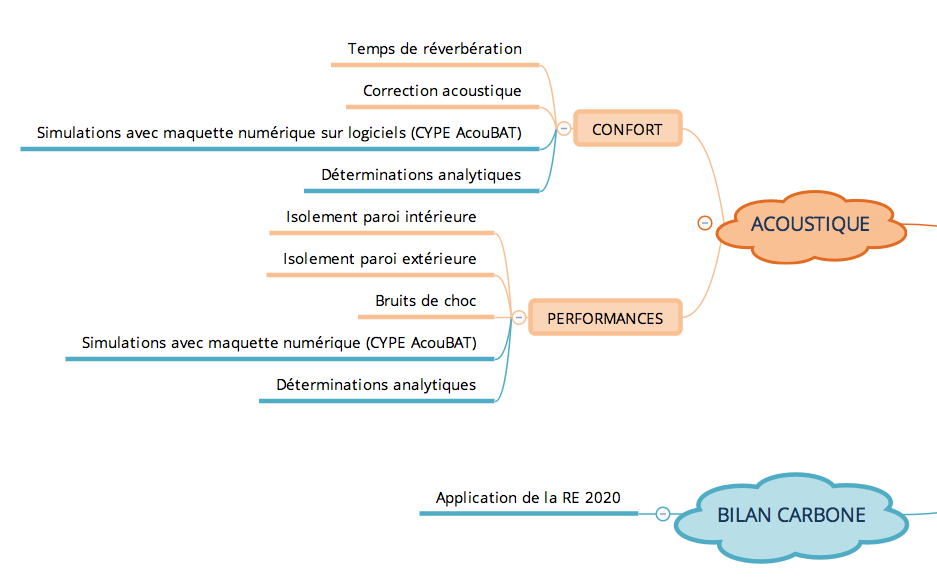 Temps de réverbération
Correction acoustique
Simulations avec maquette numérique sur logiciels (CYPE AcouBAT)
Déterminations analytiques
CONFORT
Isolement paroi intérieure
Isolement paroi extérieure
Bruits de choc
Simulations avec maquette numérique (CYPE AcouBAT)
Déterminations analytiques
PERFORMANCES
ACOUSTIQUE
Application de la RE 2020
BILAN CARBONE